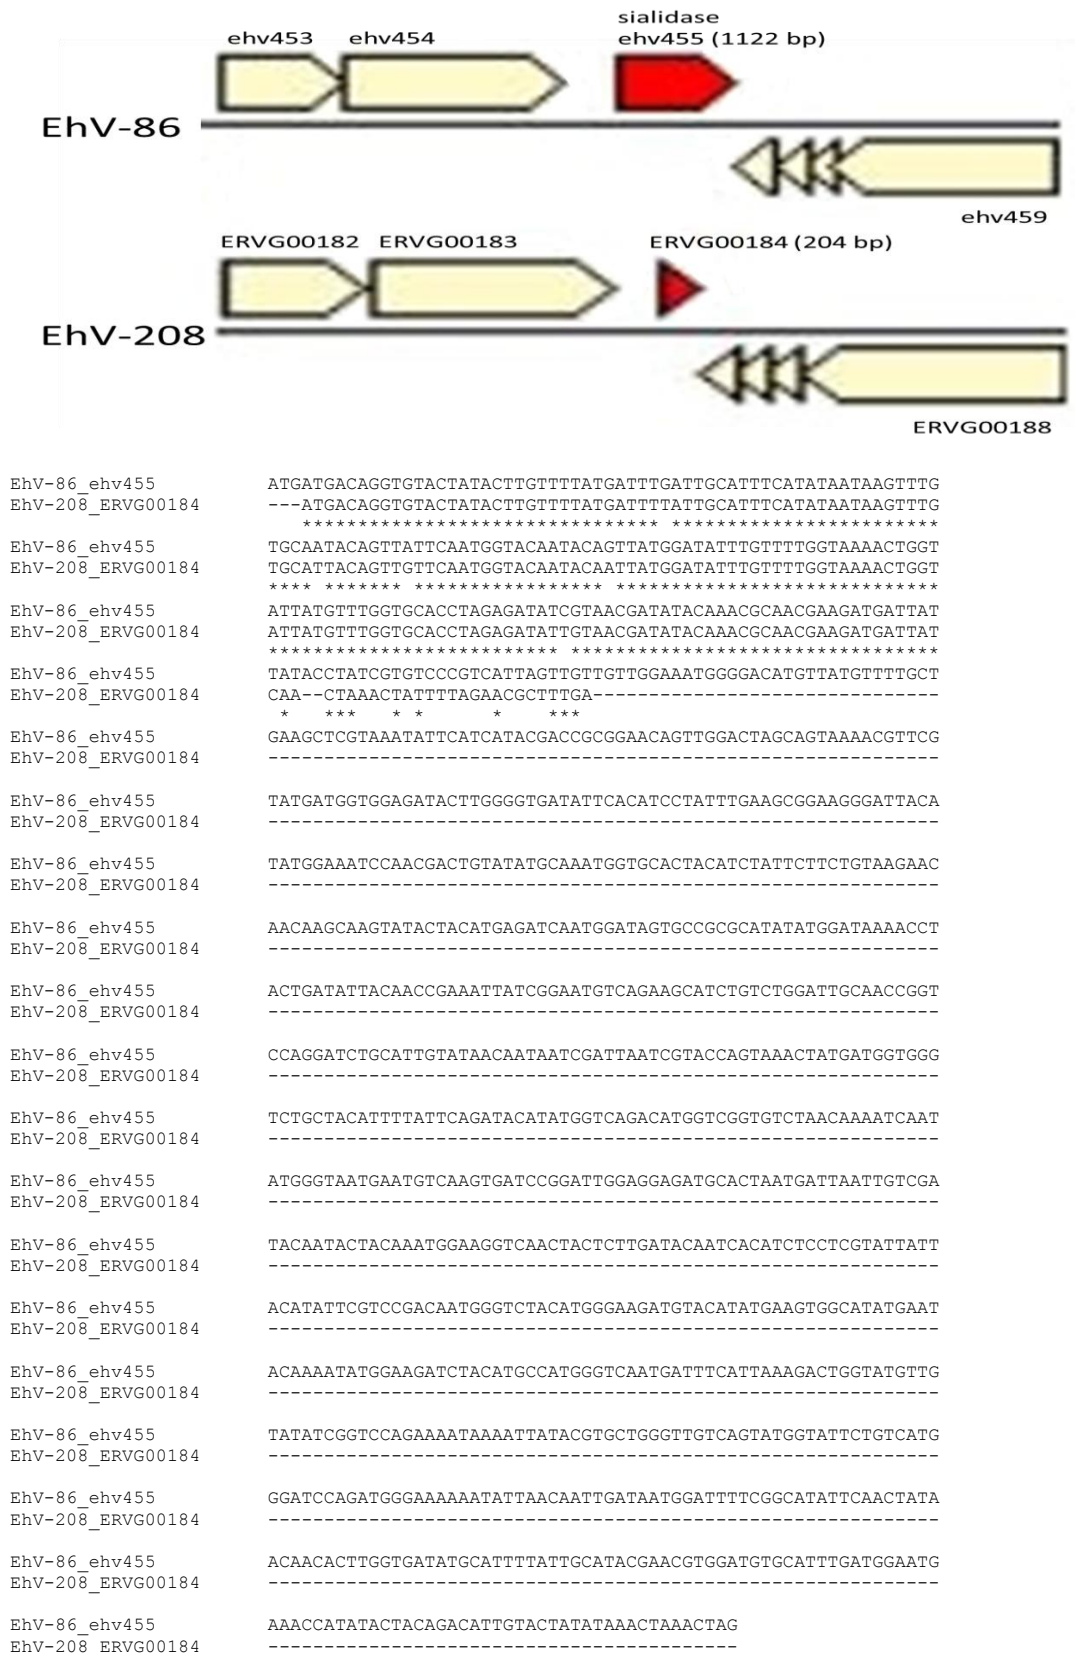 sialidase
ehv453 ehv454 ehv455 (1122 bp)
EhV-86
ehv459
ERVG00182 ERVG00183 ERVG00184 (204 bp)
EhV-208
ERVG00188
EhV-86_ehv455 ATGATGACAGGTGTACTATACTTGTTTTATGATTTGATTGCATTTCATATAATAAGTTTG
EhV-208_ERVG00184 ---ATGACAGGTGTACTATACTTGTTTTATGATTTTATTGCATTTCATATAATAAGTTTG
******************************** ************************
EhV-86_ehv455 TGCAATACAGTTATTCAATGGTACAATACAGTTATGGATATTTGTTTTGGTAAAACTGGT
EhV-208_ERVG00184 TGCATTACAGTTGTTCAATGGTACAATACAATTATGGATATTTGTTTTGGTAAAACTGGT
**** ******* ***************** *****************************
EhV-86_ehv455 ATTATGTTTGGTGCACCTAGAGATATCGTAACGATATACAAACGCAACGAAGATGATTAT
EhV-208_ERVG00184 ATTATGTTTGGTGCACCTAGAGATATTGTAACGATATACAAACGCAACGAAGATGATTAT
************************** *********************************
EhV-86_ehv455 TATACCTATCGTGTCCCGTCATTAGTTGTTGTTGGAAATGGGGACATGTTATGTTTTGCT
EhV-208_ERVG00184 CAA--CTAAACTATTTTAGAACGCTTTGA-------------------------------
* *** * * * ***
EhV-86_ehv455 GAAGCTCGTAAATATTCATCATACGACCGCGGAACAGTTGGACTAGCAGTAAAACGTTCG
EhV-208_ERVG00184 ------------------------------------------------------------
EhV-86_ehv455 TATGATGGTGGAGATACTTGGGGTGATATTCACATCCTATTTGAAGCGGAAGGGATTACA
EhV-208_ERVG00184 ------------------------------------------------------------
EhV-86_ehv455 TATGGAAATCCAACGACTGTATATGCAAATGGTGCACTACATCTATTCTTCTGTAAGAAC
EhV-208_ERVG00184 ------------------------------------------------------------
EhV-86_ehv455 AACAAGCAAGTATACTACATGAGATCAATGGATAGTGCCGCGCATATATGGATAAAACCT
EhV-208_ERVG00184 ------------------------------------------------------------
EhV-86_ehv455 ACTGATATTACAACCGAAATTATCGGAATGTCAGAAGCATCTGTCTGGATTGCAACCGGT
EhV-208_ERVG00184 ------------------------------------------------------------
EhV-86_ehv455 CCAGGATCTGCATTGTATAACAATAATCGATTAATCGTACCAGTAAACTATGATGGTGGG
EhV-208_ERVG00184 ------------------------------------------------------------
EhV-86_ehv455 TCTGCTACATTTTATTCAGATACATATGGTCAGACATGGTCGGTGTCTAACAAAATCAAT
EhV-208_ERVG00184 ------------------------------------------------------------
EhV-86_ehv455 ATGGGTAATGAATGTCAAGTGATCCGGATTGGAGGAGATGCACTAATGATTAATTGTCGA
EhV-208_ERVG00184 ------------------------------------------------------------
EhV-86_ehv455 TACAATACTACAAATGGAAGGTCAACTACTCTTGATACAATCACATCTCCTCGTATTATT
EhV-208_ERVG00184 ------------------------------------------------------------
EhV-86_ehv455 ACATATTCGTCCGACAATGGGTCTACATGGGAAGATGTACATATGAAGTGGCATATGAAT
EhV-208_ERVG00184 ------------------------------------------------------------
EhV-86_ehv455 ACAAAATATGGAAGATCTACATGCCATGGGTCAATGATTTCATTAAAGACTGGTATGTTG
EhV-208_ERVG00184 ------------------------------------------------------------
EhV-86_ehv455 TATATCGGTCCAGAAAATAAAATTATACGTGCTGGGTTGTCAGTATGGTATTCTGTCATG
EhV-208_ERVG00184 ------------------------------------------------------------
EhV-86_ehv455 GGATCCAGATGGGAAAAAATATTAACAATTGATAATGGATTTTCGGCATATTCAACTATA
EhV-208_ERVG00184 ------------------------------------------------------------
EhV-86_ehv455 ACAACACTTGGTGATATGCATTTTATTGCATACGAACGTGGATGTGCATTTGATGGAATG
EhV-208_ERVG00184 ------------------------------------------------------------
EhV-86_ehv455 AAACCATATACTACAGACATTGTACTATATAAACTAAACTAG
EhV-208 ERVG00184 ------------------------------------------